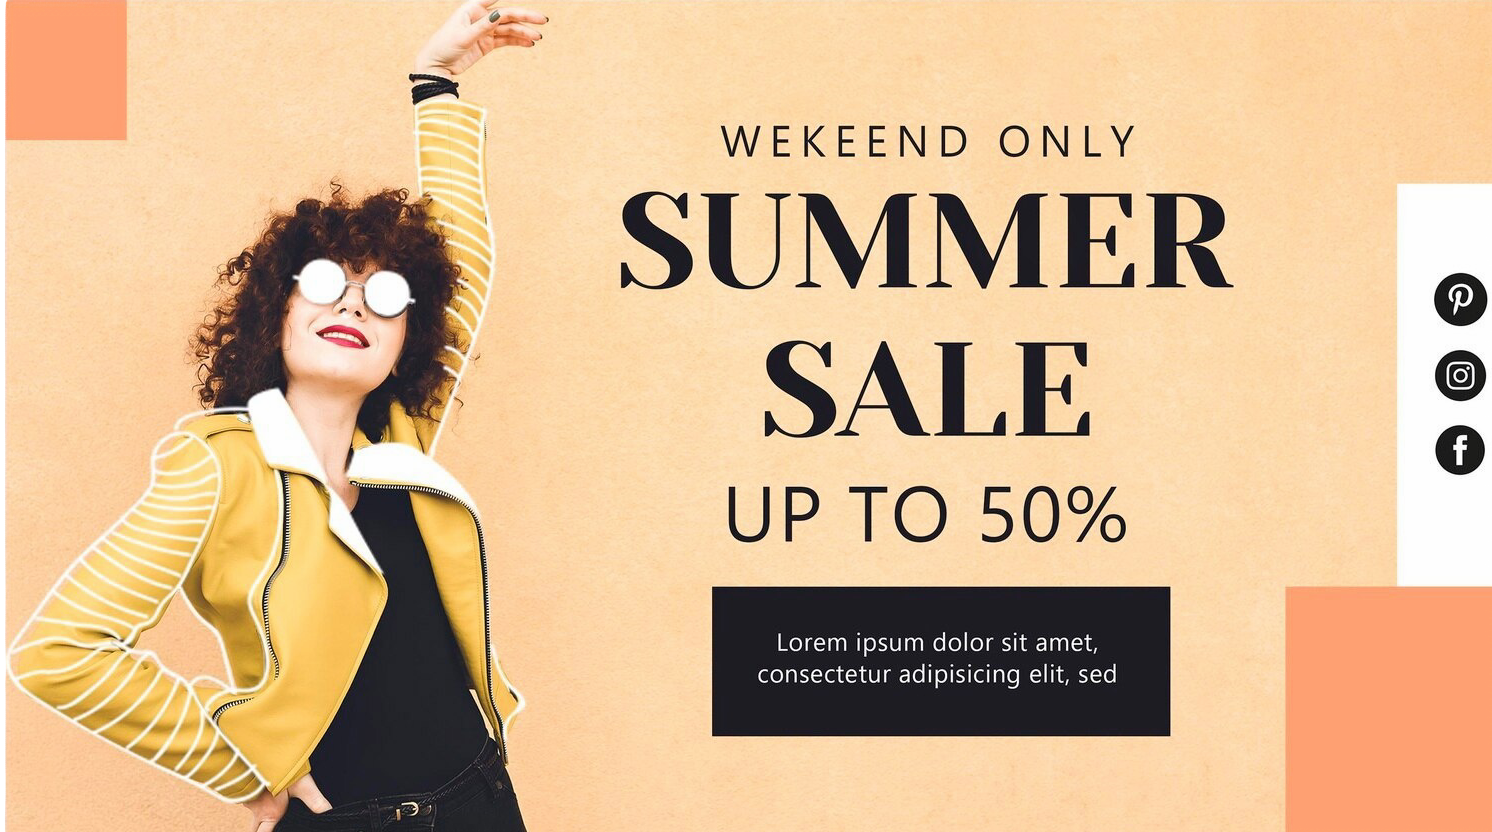 WEKEEND ONLY
SUMMER
SALE
UP TO 50%
Lorem ipsum dolor sit amet,
consectetur adipisicing elit, sed